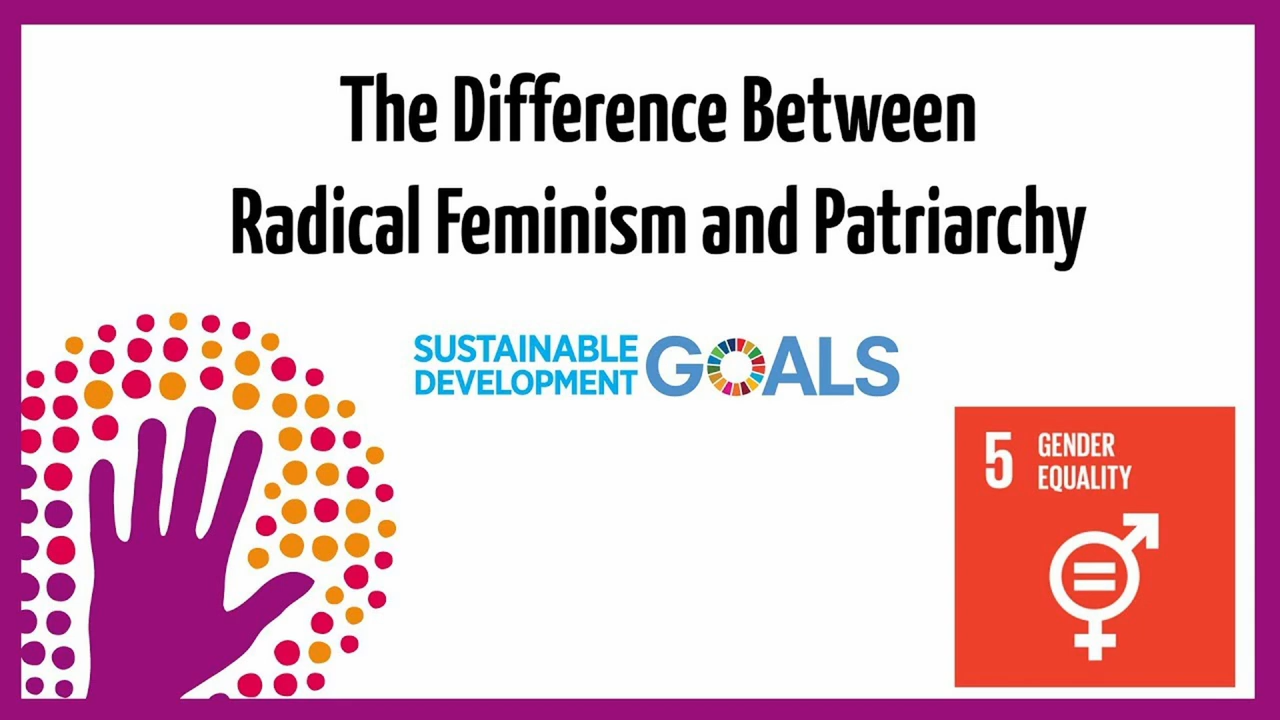 The Difference Between
Radical Feminism and Patriarchy
SUSTAINABLE
DEVELOPMENT
GOALS
5
GENDER
EQUALITY